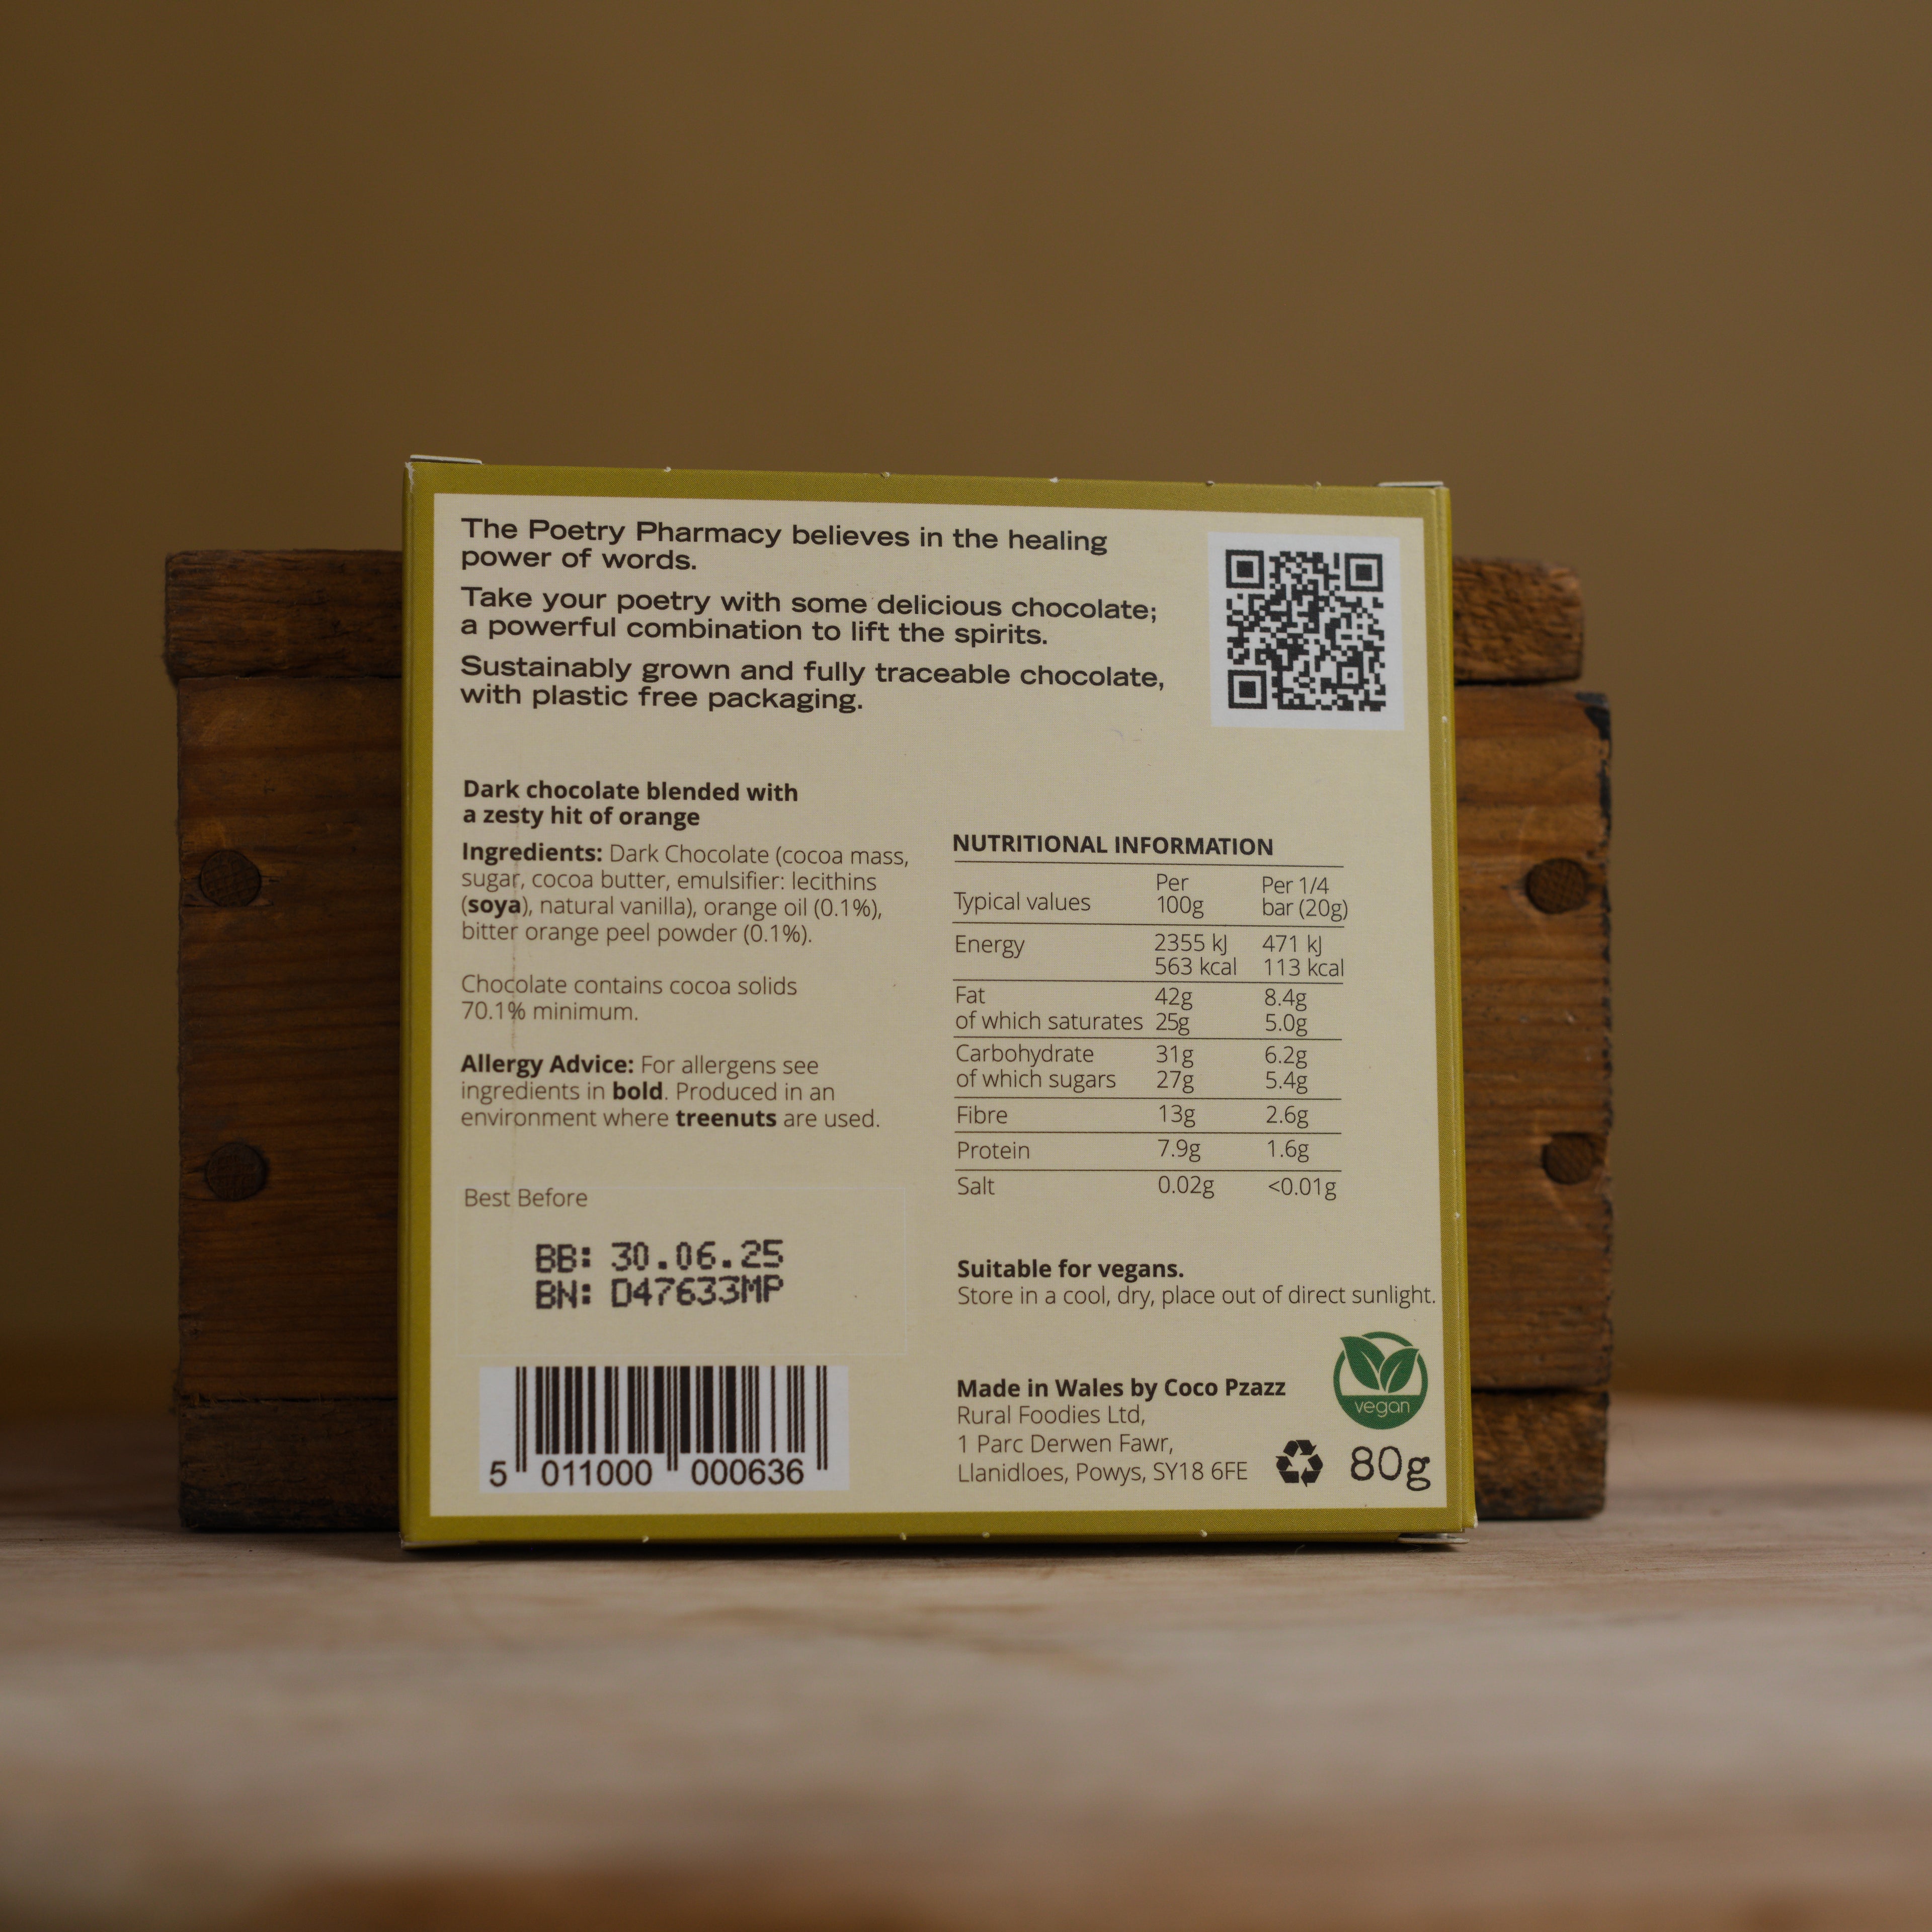 The Poetry Pharmacy believes in the healing
power of words.
Take your poetry with some delicious chocolate;
a powerful combination to lift the spirits.
Sustainably grown and fully traceable chocolate,
with plastic free packaging.
Dark chocolate blended with
a zesty hit of orange
Ingredients: Dark Chocolate (cocoa mass,
sugar, cocoa butter, emulsifier: lecithins
(soya), natural vanilla), orange oil (0.1%),
bitter orange peel powder (0.1%).
Chocolate contains cocoa solids
70.1% minimum.
Allergy Advice: For allergens see
ingredients in bold. Produced in an
environment where treenuts are used.
Best Before
BB: 30.06.25
BN: D47633MP
5 011000 000636
NUTRITIONAL INFORMATION
Typical values Per 100g Per 1/4 bar (20g)
Energy 2355 kJ 471 kJ
563 kcal 113 kcal
Fat 42g 8.4g
of which saturates 25g 5.0g
Carbohydrate 31g 6.2g
of which sugars 27g 5.4g
Fibre 13g 2.6g
Protein 7.9g 1.6g
Salt 0.02g <0.01g
Suitable for vegans.
Store in a cool, dry, place out of direct sunlight.
Made in Wales by Coco Pzazz
Rural Foodies Ltd,
1 Parc Derwen Fawr,
Llanidloes, Powys, SY18 6FE
vegan
80g